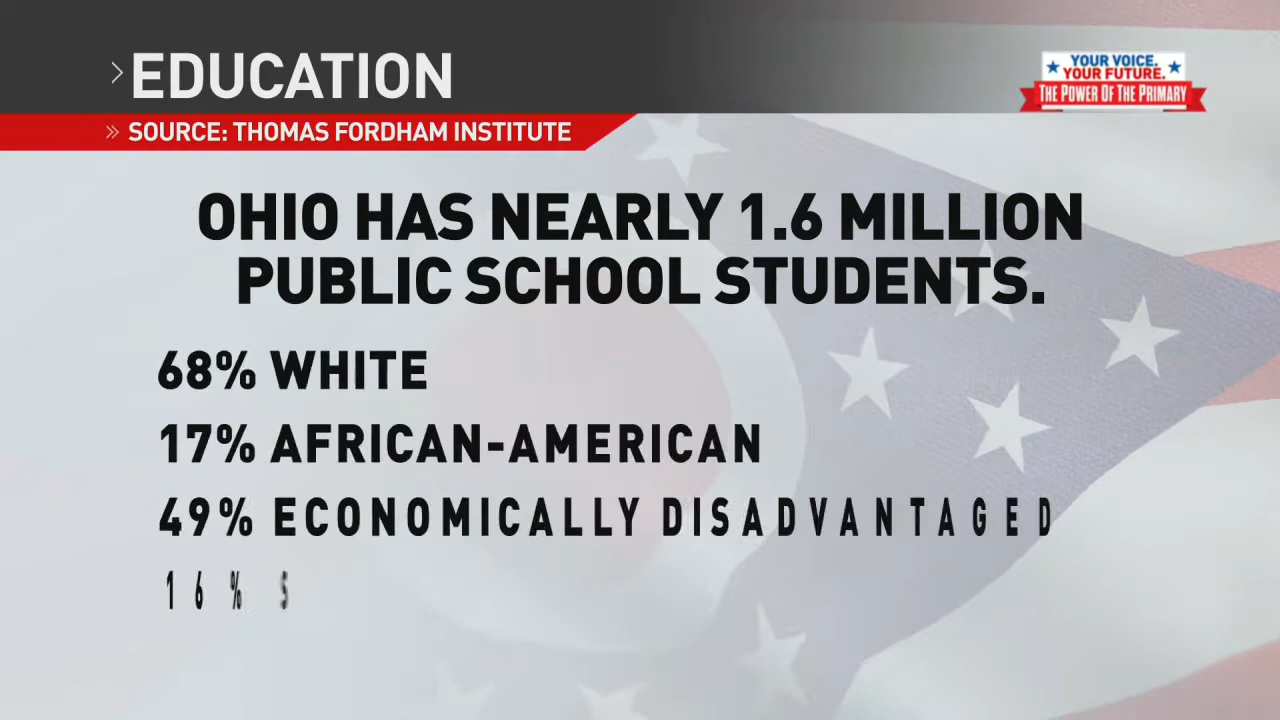 EDUCATION
SOURCE: THOMAS FORDHAM INSTITUTE
YOUR VOICE.
YOUR FUTURE.
THE POWER OF THE PRIMARY
OHIO HAS NEARLY 1.6 MILLION
PUBLIC SCHOOL STUDENTS.
68% WHITE
17% AFRICAN-AMERICAN
49% ECONOMICALLY DISADVANTAGED
16% S